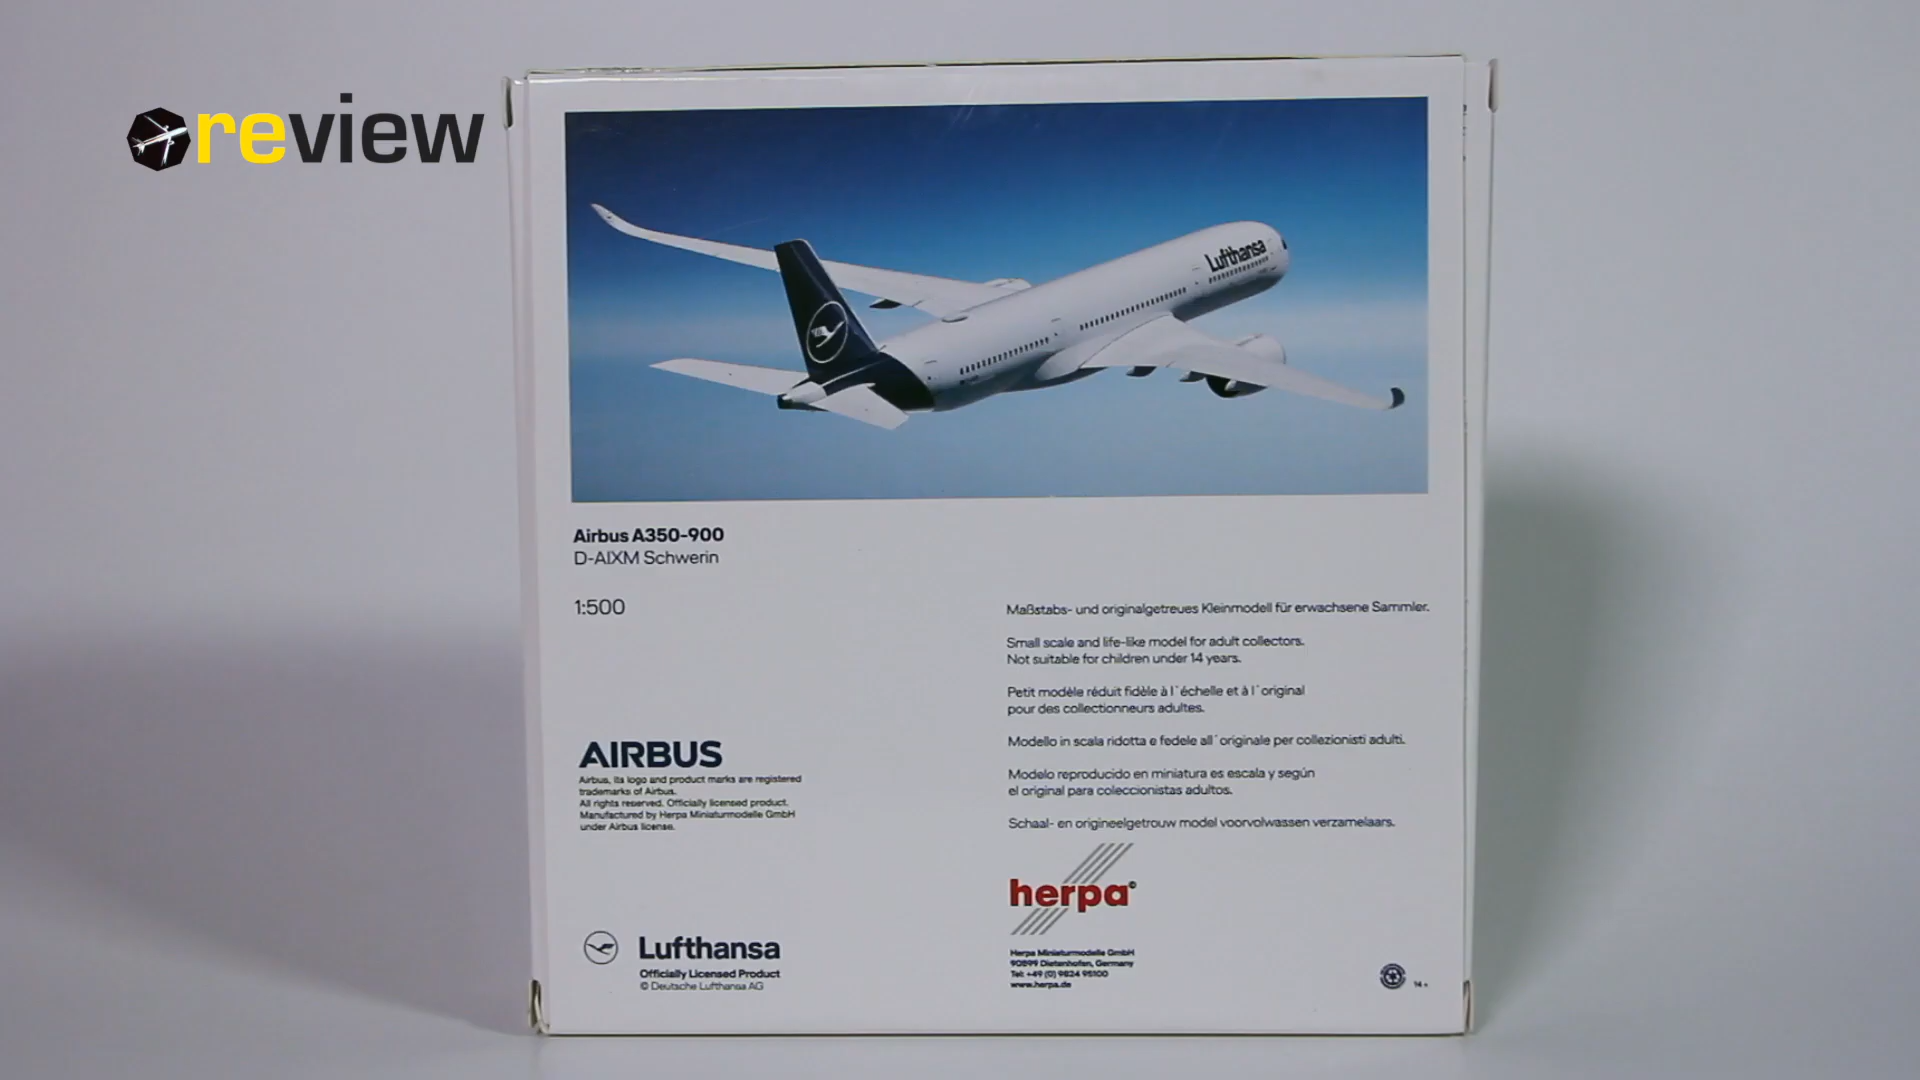 review
Lufthansa
Airbus A350-900
D-AIXM Schwerin
1:500
Maßstabs- und originalgetreues Kleinmodell für erwachsene Sammler.
Small scale and life-like model for adult collectors.
Not suitable for children under 14 years.
Petit modèle réduit fidèle à l´échelle et à l´original
pour des collectionneurs adultes.
Modello in scala ridotta e fedele all´originale per collezionisti adulti.
Modelo reproducido en miniatura es escala y según
el original para coleccionistas adultos.
Schaal- en origineelgetrouw model voorvolwassen verzamelaars.
AIRBUS
Airbus, its logo and product marks are registered
trademarks of Airbus.
All rights reserved. Officially licensed product.
Manufactured by Herpa Miniaturmodelle GmbH
under Airbus license.
herpa
Lufthansa
Officially Licensed Product
© Deutsche Lufthansa AG
Herpa Miniaturmodelle GmbH
90599 Dietenhofen, Germany
Tel: +49 (0) 9824 95100
www.herpa.de
14+